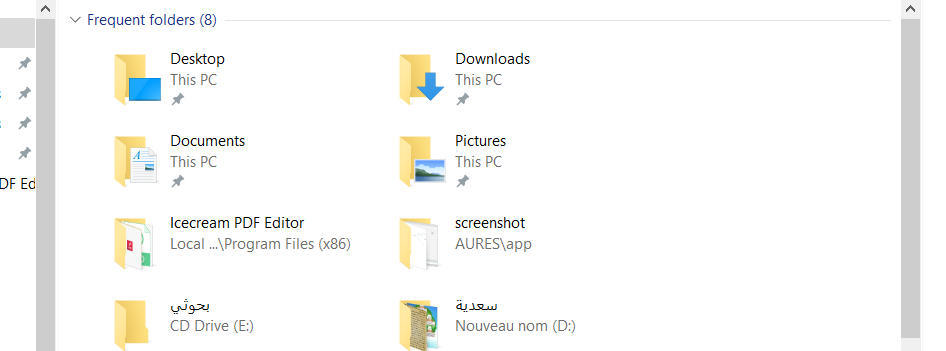 Frequent folders (8)
Desktop
This PC
Downloads
This PC
Documents
This PC
Pictures
This PC
DF Ed
Icecream PDF Editor
Local ...\Program Files (x86)
screenshot
AURES\app
بحوثي
CD Drive (E:)
سعدية
Nouveau nom (D:)